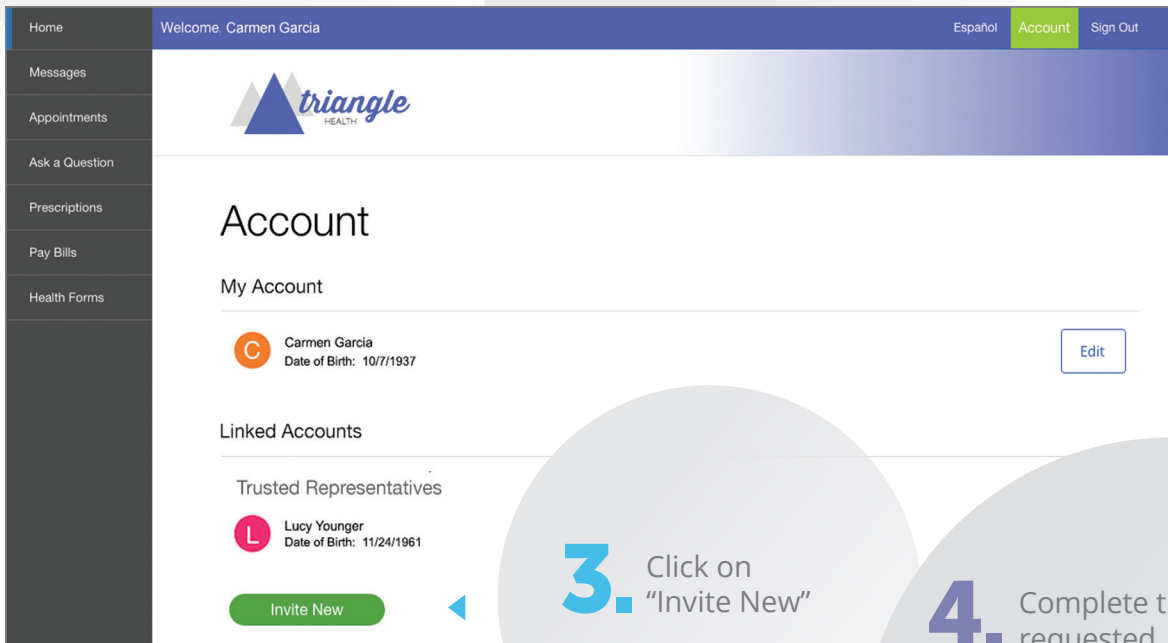 Home
Messages
Appointments
Ask a Question
Prescriptions
Pay Bills
Health Forms
Welcome, Carmen Garcia
Español
Account
Sign Out
triangle
HEALTH
Account
My Account
C
Carmen Garcia
Date of Birth: 10/7/1937
Edit
Linked Accounts
Trusted Representatives
L
Lucy Younger
Date of Birth: 11/24/1961
Invite New
3. Click on
“Invite New”
4. Complete t
requested